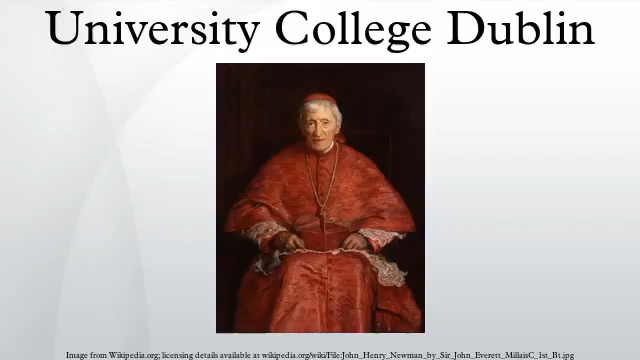 University College Dublin
Image from Wikipedia.org; licensing details available at wikipedia.org/wiki/File:John_Henry_Newman_by_Sir_John_Everett_MillaisC_1st_Bt.jpg